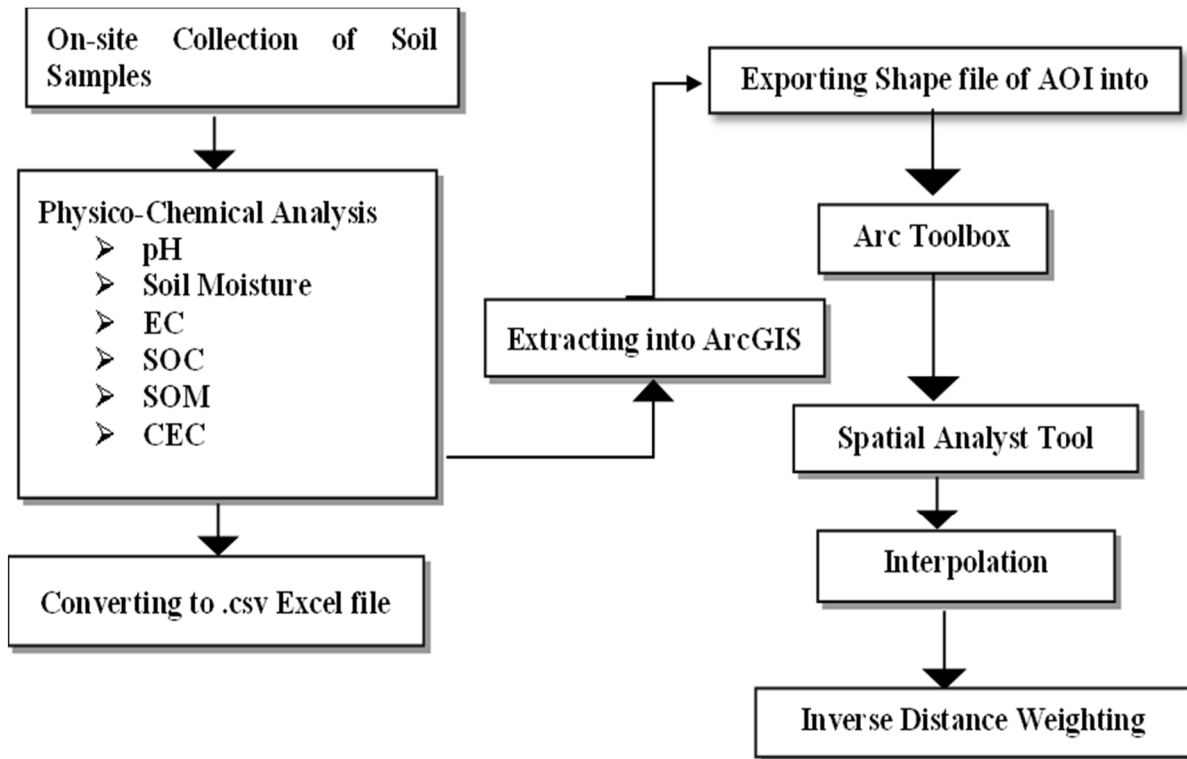 On-site Collection of Soil
Samples
Physico-Chemical Analysis
pH
Soil Moisture
EC
SOC
SOM
CEC
Converting to .csv Excel file
Extracting into ArcGIS
Exporting Shape file of AOI into
Arc Toolbox
Spatial Analyst Tool
Interpolation
Inverse Distance Weighting